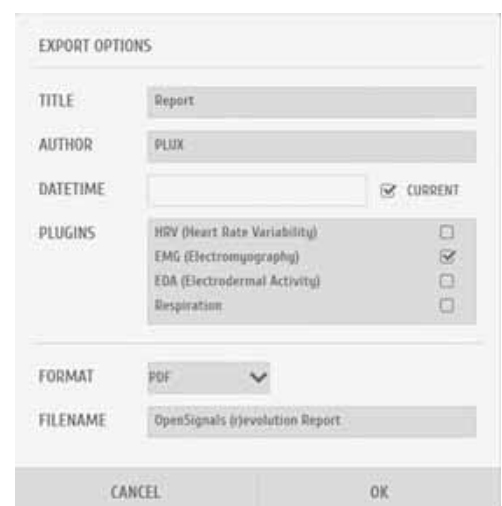 EXPORT OPTIONS
TITLE Report
AUTHOR PLUX
DATETIME CURRENT
PLUGINS HRV (Heart Rate Variability)
EMG (Electromyography)
EDA (Electrodermal Activity)
Respiration
FORMAT PDF
FILENAME OpenSignals (r)evolution Report
CANCEL OK